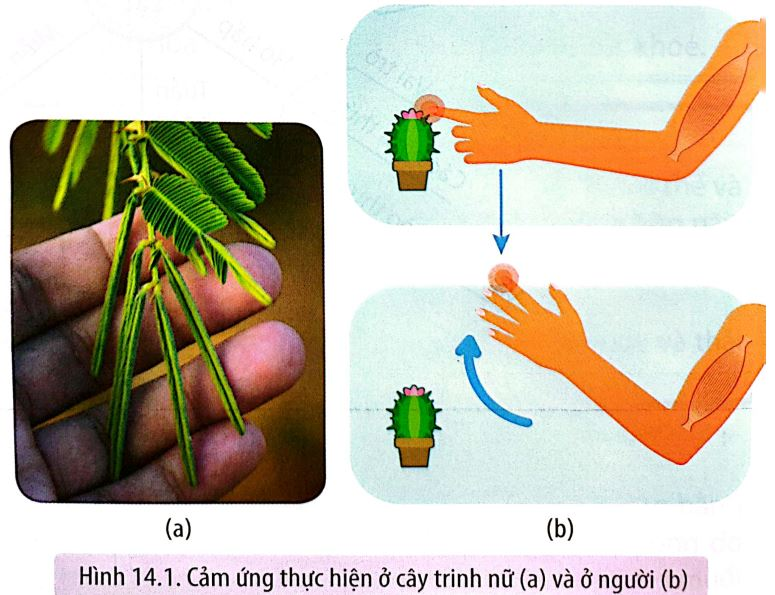 (a)
(b)
Hình 14.1. Cảm ứng thực hiện ở cây trinh nữ (a) và ở người (b)